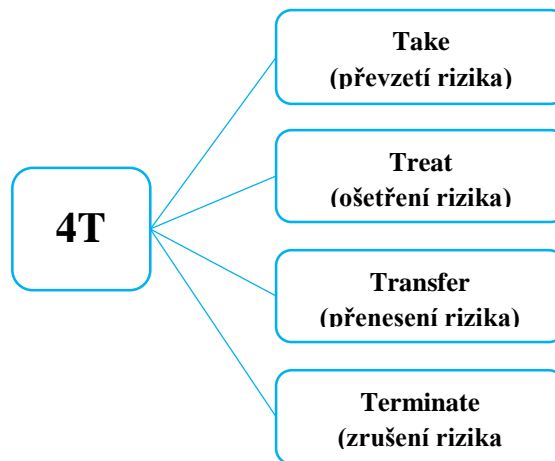 4T
Take
(převzetí rizika)
Treat
(ošetření rizika)
Transfer
(přenesení rizika)
Terminate
(zrušení rizika